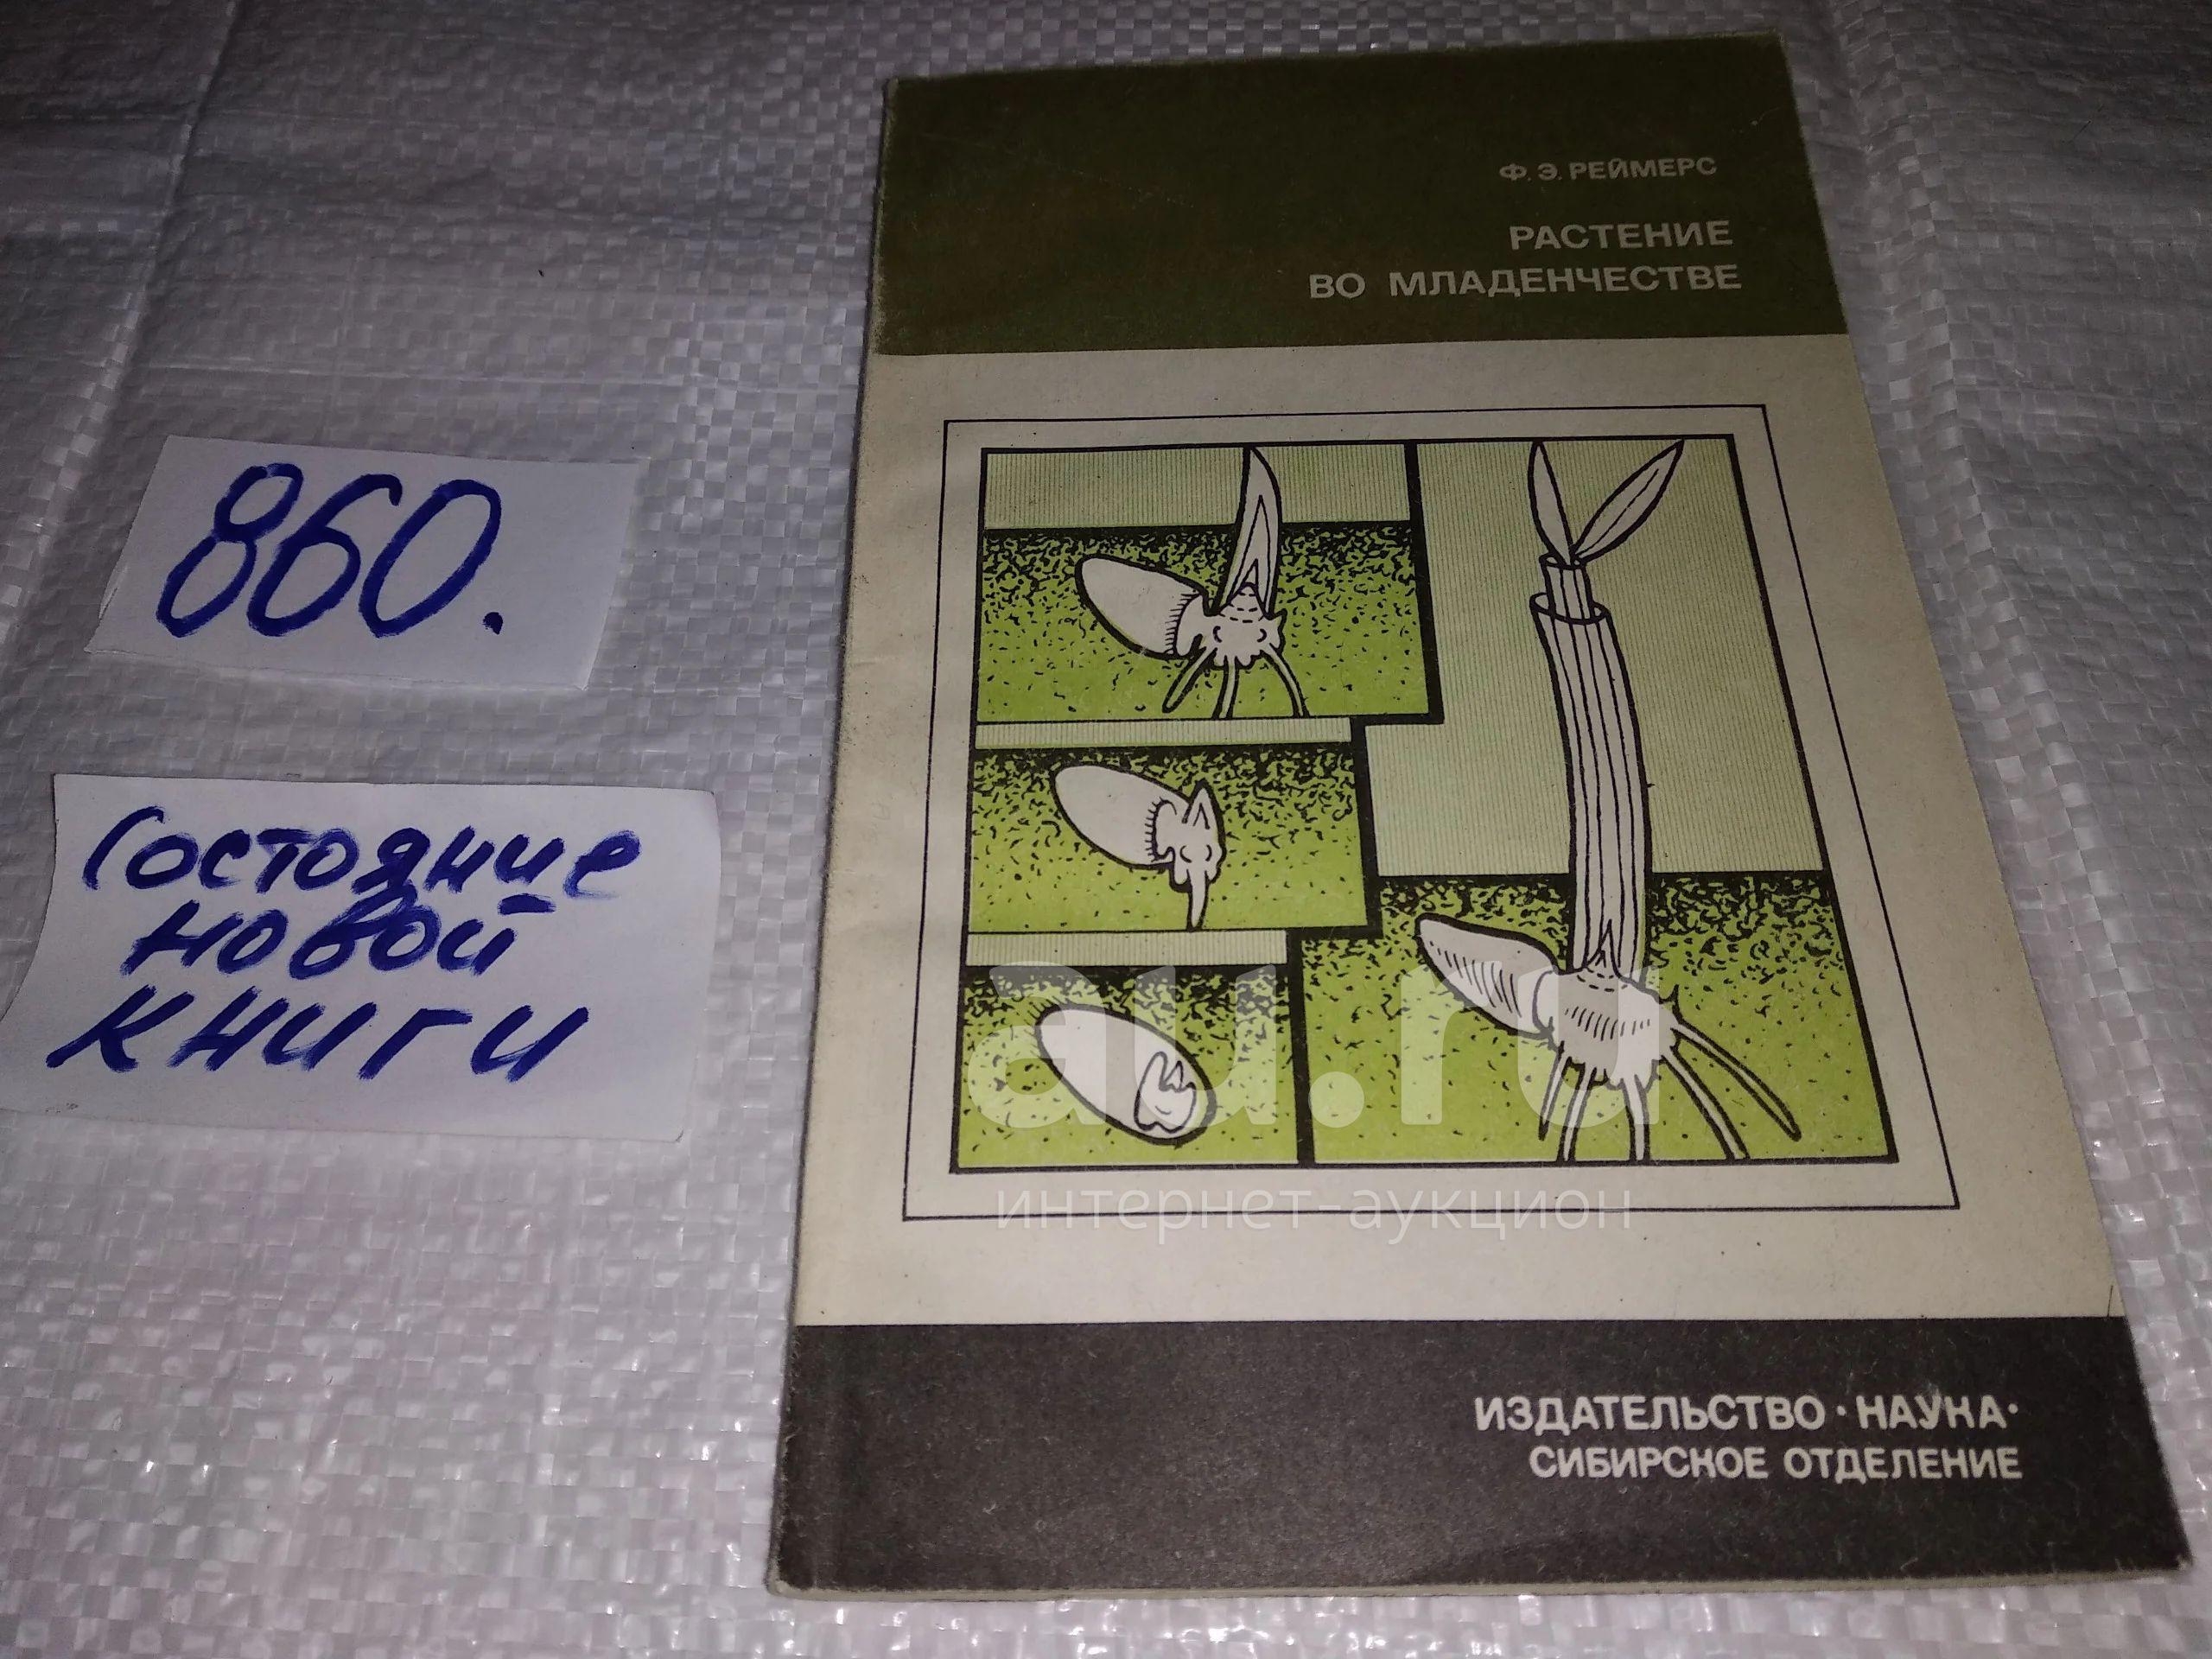 Ф. Э. РЕЙМЕРС
РАСТЕНИЕ
ВО МЛАДЕНЧЕСТВЕ
860.
Состояние
новой
книги
au.ru
интернет-аукцион
ИЗДАТЕЛЬСТВО · НАУКА·
СИБИРСКОЕ ОТДЕЛЕНИЕ